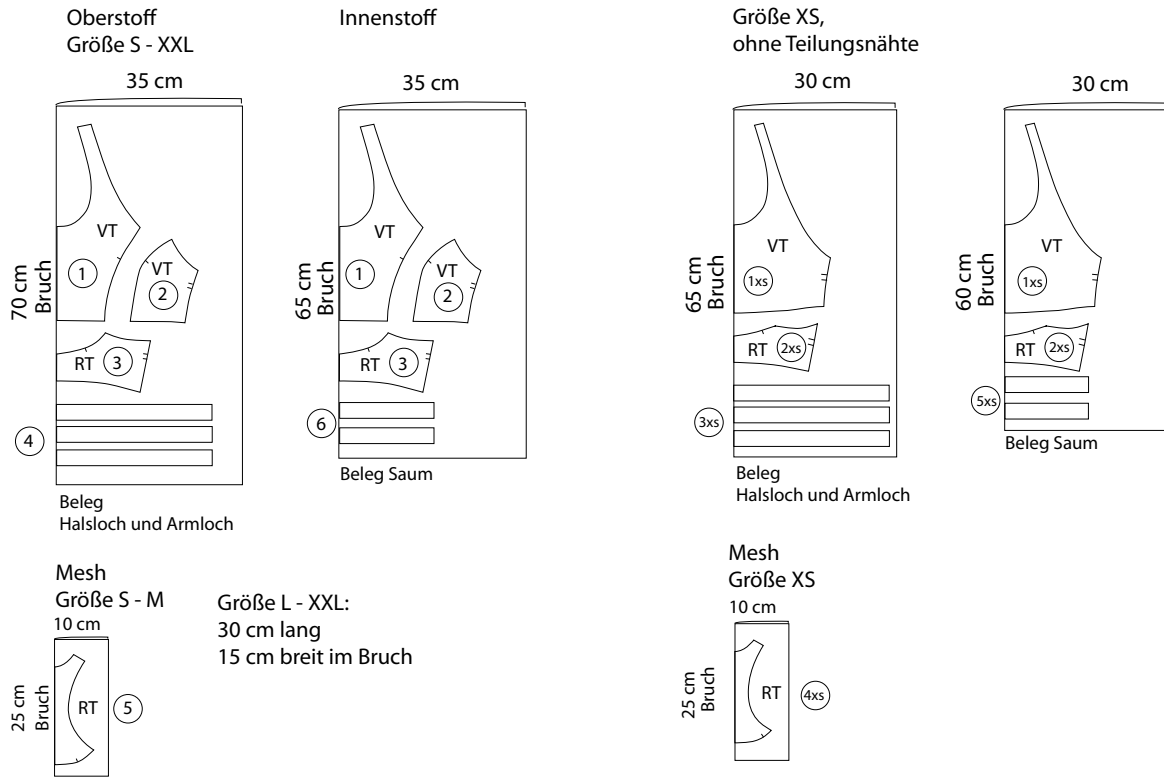 Oberstoff
Größe S - XXL
35 cm
70 cm
Bruch
VT
1
VT
2
RT
3
4
Beleg
Halsloch und Armloch
Innenstoff
35 cm
65 cm
Bruch
VT
1
VT
2
RT
3
6
Beleg Saum
Größe XS,
ohne Teilungsnähte
30 cm
65 cm
Bruch
VT
1xs
RT
2xs
3xs
Beleg
Halsloch und Armloch
30 cm
60 cm
Bruch
VT
1xs
RT
2xs
5xs
Beleg Saum
Mesh
Größe S - M
10 cm
25 cm
Bruch
RT
5
Größe L - XXL:
30 cm lang
15 cm breit im Bruch
Mesh
Größe XS
10 cm
25 cm
Bruch
RT
4xs